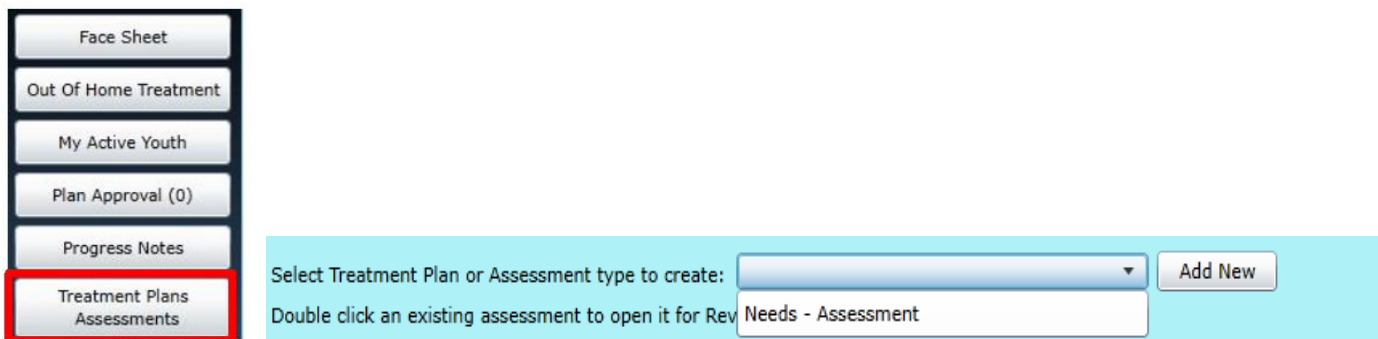 Face Sheet
Out Of Home Treatment
My Active Youth
Plan Approval (0)
Progress Notes
Treatment Plans
Assessments
Select Treatment Plan or Assessment type to create:
Add New
Double click an existing assessment to open it for Rev
Needs - Assessment